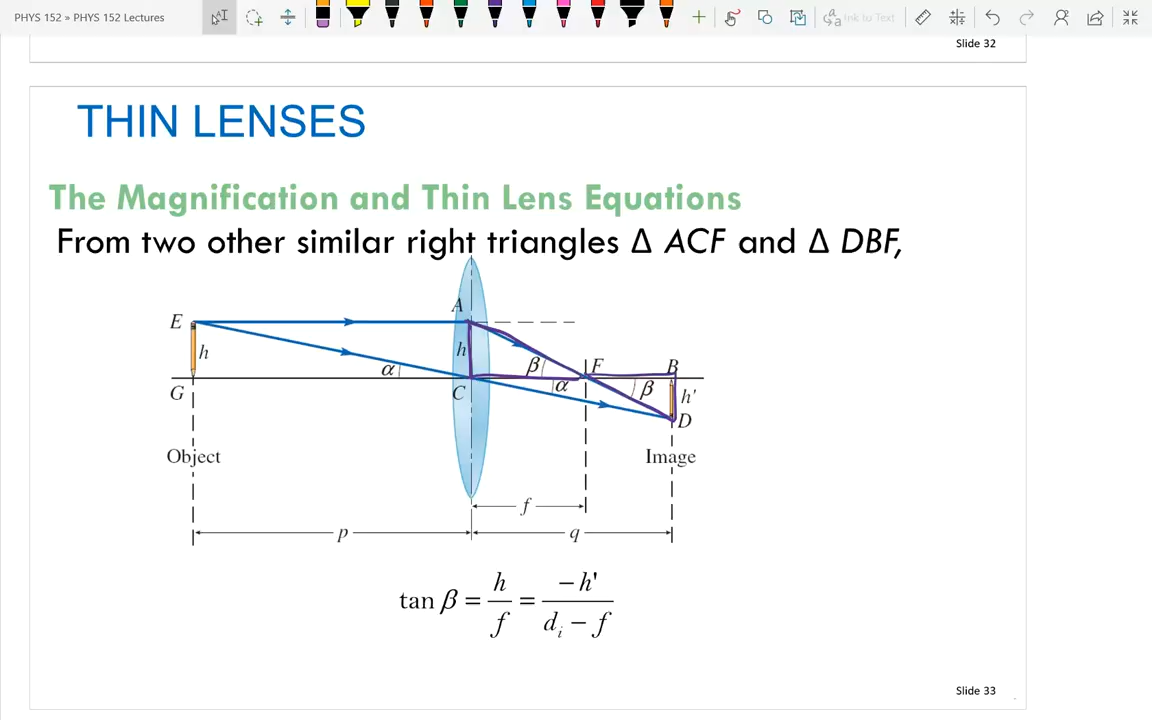 PHYS 152 » PHYS 152 Lectures
Ink to Text
Slide 32
THIN LENSES
The Magnification and Thin Lens Equations
From two other similar right triangles Δ ACF and Δ DBF,
A
E
h
h
F
B
α
β
α
β
h'
G
C
D
Object
Image
f
p
q
tan β = h/f = −h'/(dᵢ − f)
Slide 33